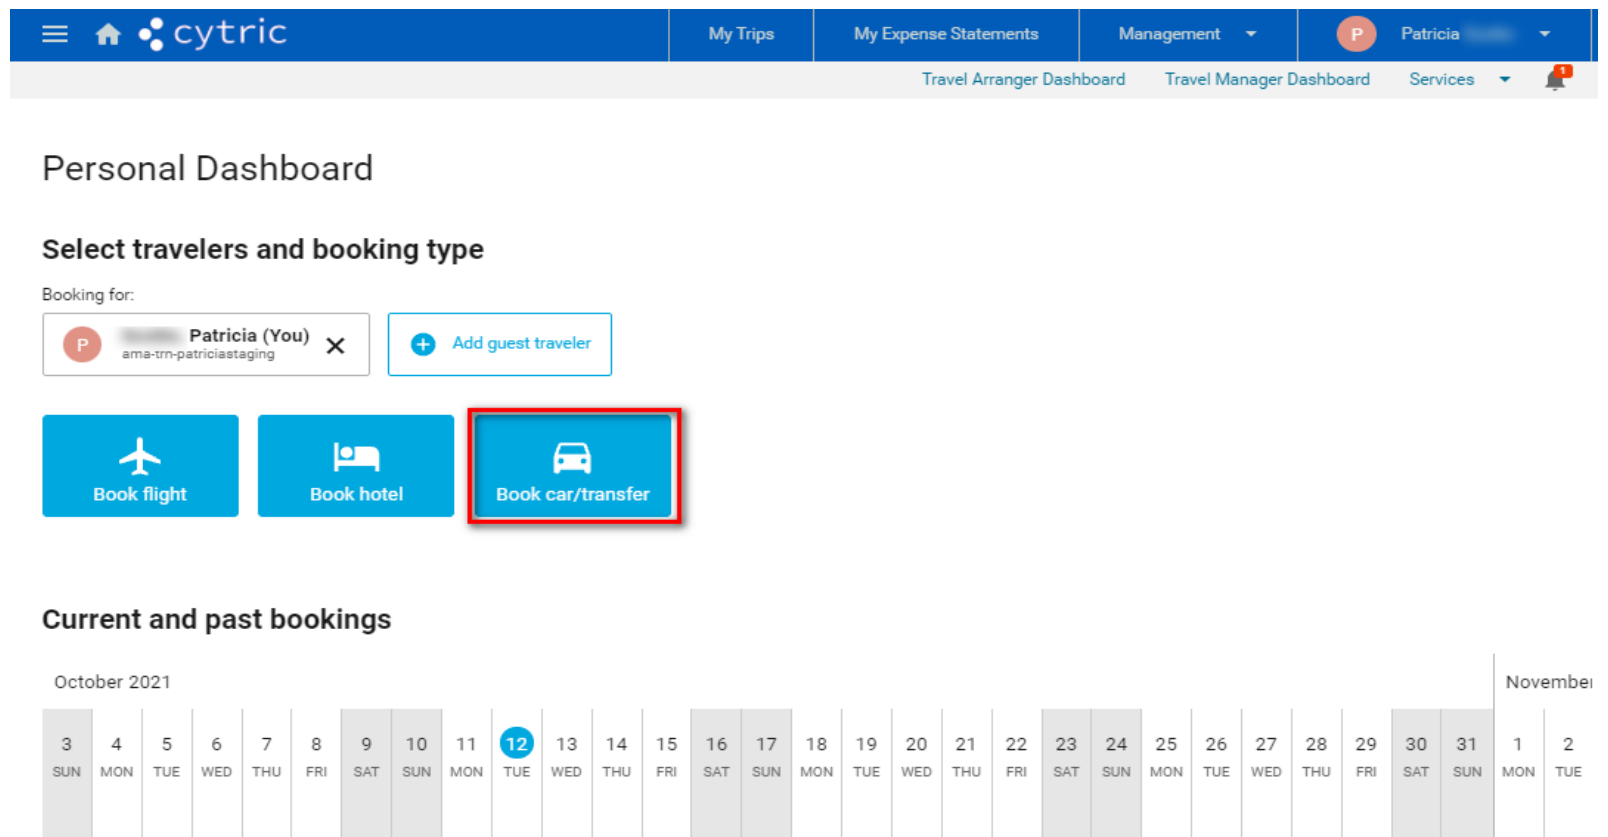 cytric My Trips My Expense Statements Management P Patricia
Travel Arranger Dashboard Travel Manager Dashboard Services 1
Personal Dashboard
Select travelers and booking type
Booking for:
P Patricia (You)
ama-trn-patriciastaging
Add guest traveler
Book flight Book hotel Book car/transfer
Current and past bookings
October 2021 November
3 4 5 6 7 8 9 10 11 12 13 14 15 16 17 18 19 20 21 22 23 24 25 26 27 28 29 30 31 1 2
SUN MON TUE WED THU FRI SAT SUN MON TUE WED THU FRI SAT SUN MON TUE WED THU FRI SAT SUN MON TUE WED THU FRI SAT SUN MON TUE